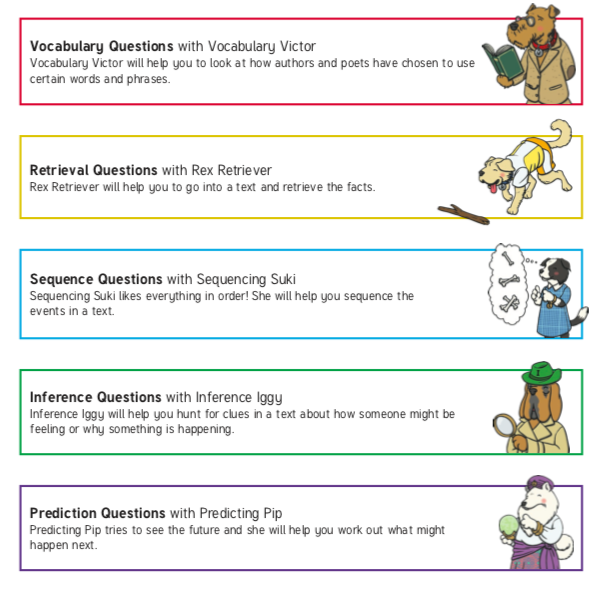 Vocabulary Questions with Vocabulary Victor
Vocabulary Victor will help you to look at how authors and poets have chosen to use
certain words and phrases.
Retrieval Questions with Rex Retriever
Rex Retriever will help you to go into a text and retrieve the facts.
Sequence Questions with Sequencing Suki
Sequencing Suki likes everything in order! She will help you sequence the
events in a text.
Inference Questions with Inference Iggy
Inference Iggy will help you hunt for clues in a text about how someone might be
feeling or why something is happening.
Prediction Questions with Predicting Pip
Predicting Pip tries to see the future and she will help you work out what might
happen next.